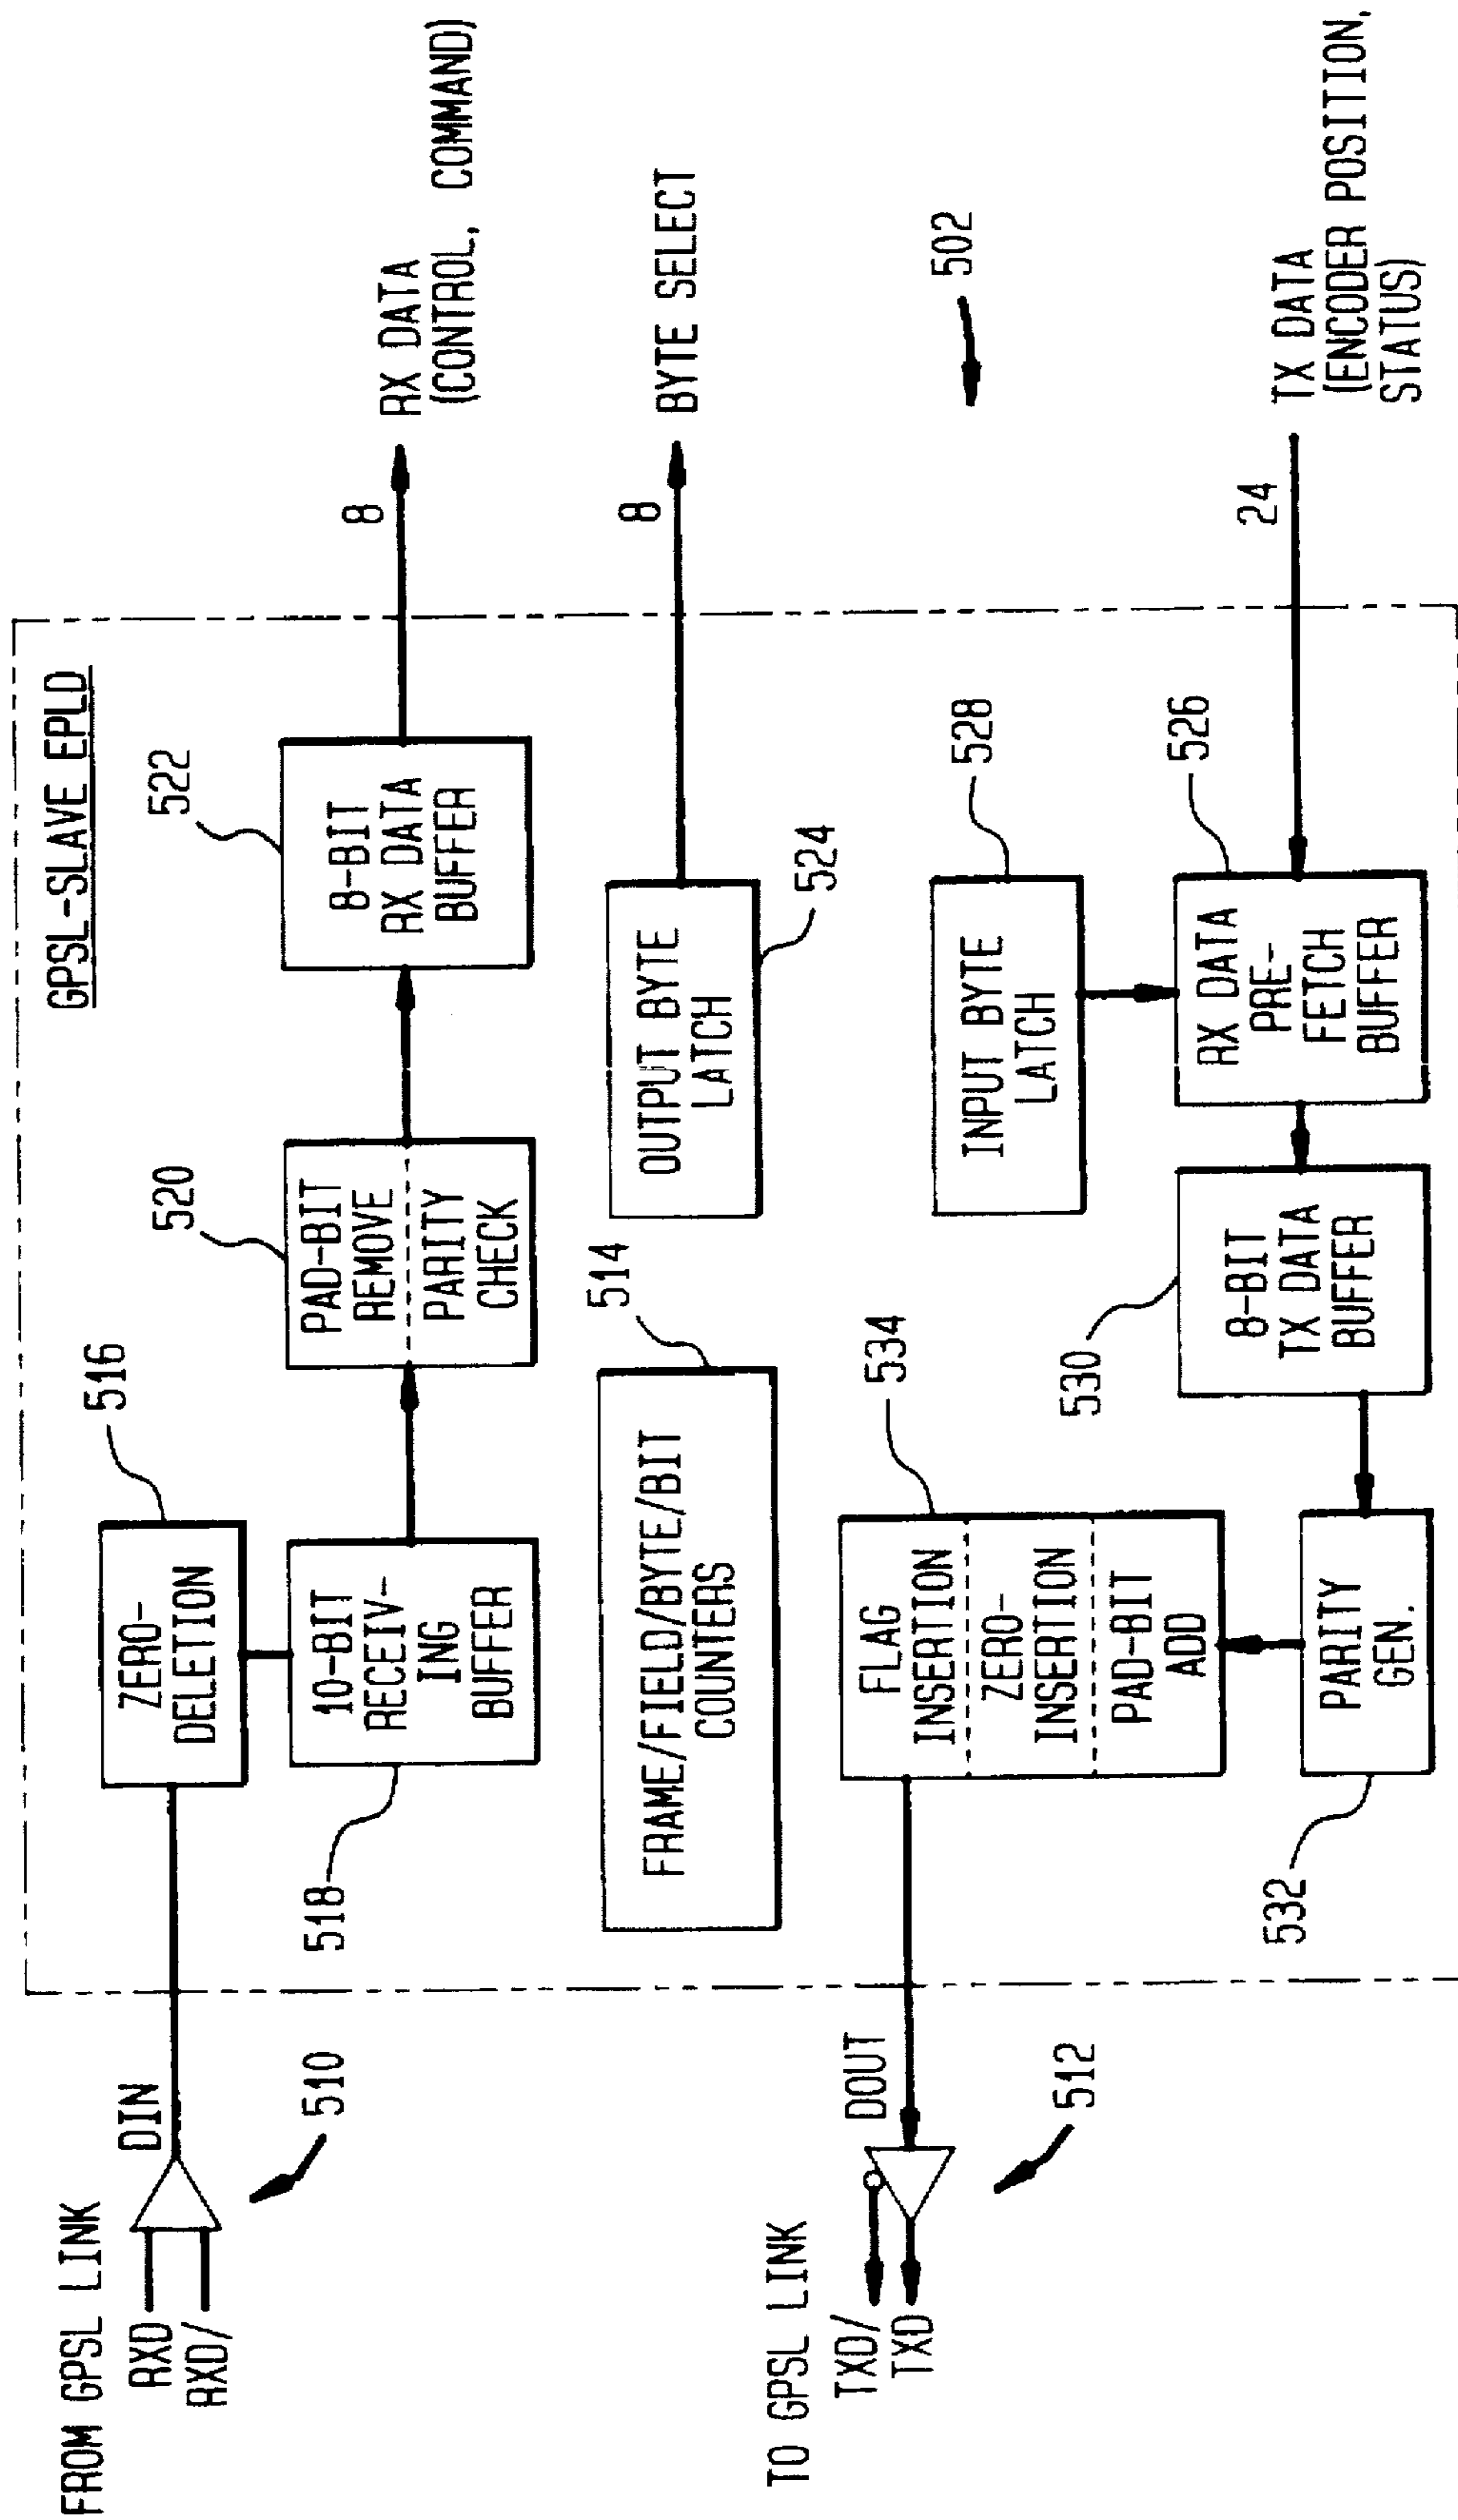 GPSL-SLAVE EPLD
FROM GPSL LINK
RXD
RXD/
DIN
510
ZERO-
DELETION
516
10-BIT
RECEIV-
ING
BUFFER
518
PAD-BIT
REMOVE
PARITY
CHECK
520
8-BIT
RX DATA
BUFFER
522
8
RX DATA
(CONTROL, COMMAND)
FRAME/FIELD/BYTE/BIT
COUNTERS
514
OUTPUT BYTE
LATCH
524
8
BYTE SELECT
502
TO GPSL LINK
TXD/
TXD
DOUT
512
FLAG
INSERTION
ZERO-
INSERTION
PAD-BIT
ADD
534
INPUT BYTE
LATCH
528
PARITY
GEN.
532
8-BIT
TX DATA
BUFFER
530
RX DATA
PRE-
FETCH
BUFFER
526
24
TX DATA
(ENCODER POSITION,
STATUS)